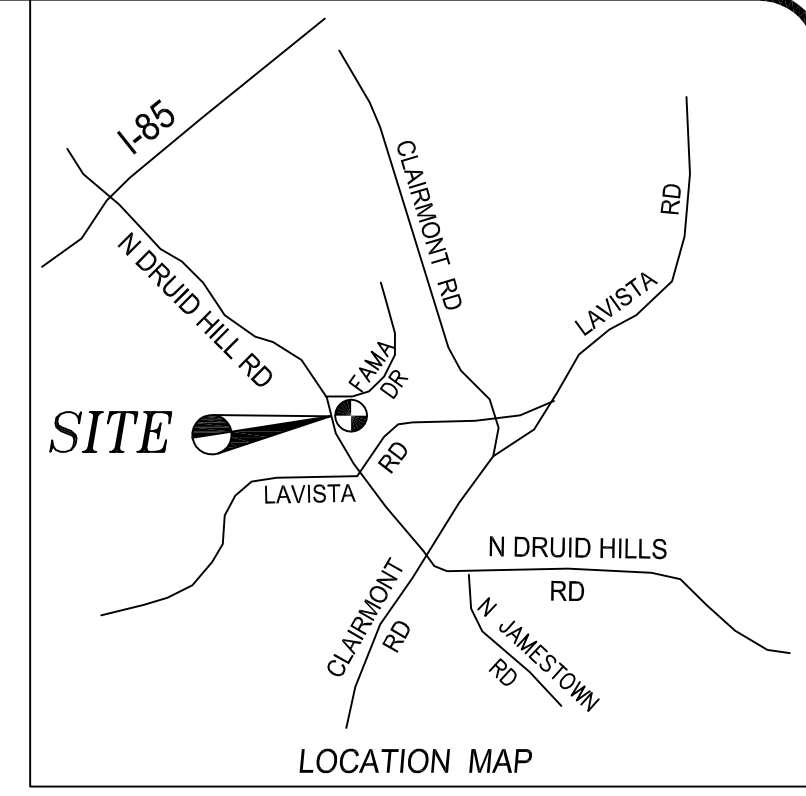 I-85
CLAIRMONT RD
RD
LAVISTA
N DRUID HILL RD
FAMA
DR
SITE
RD
LAVISTA
N DRUID HILLS
RD
CLAIRMONT
RD
N JAMESTOWN
RD
LOCATION MAP